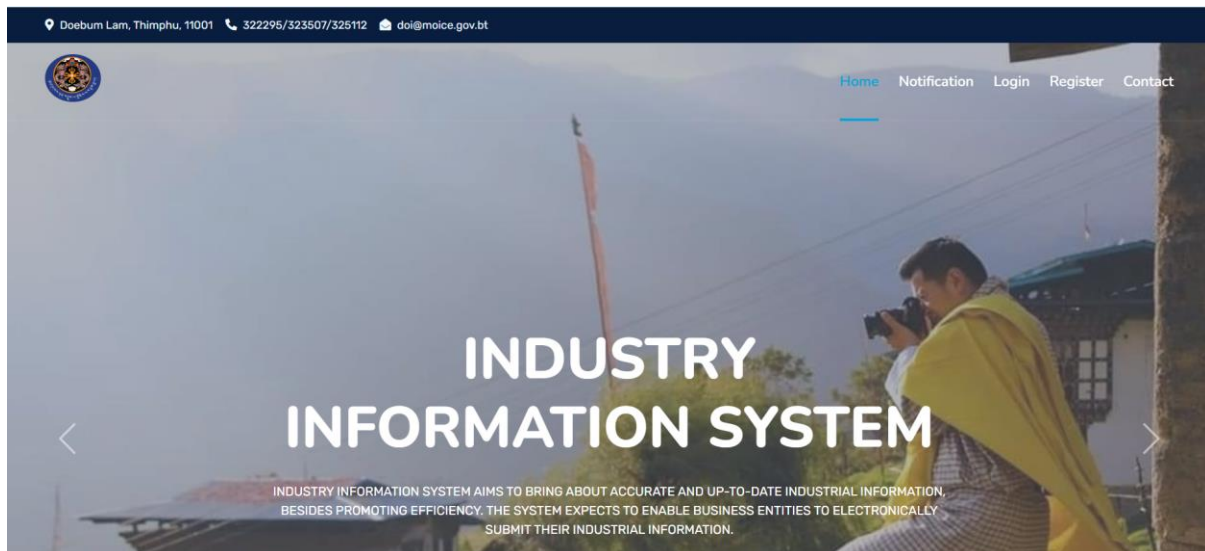 Doebum Lam, Thimphu, 11001 322295/323507/325112 doi@moice.gov.bt
Home Notification Login Register Contact
INDUSTRY
INFORMATION SYSTEM
INDUSTRY INFORMATION SYSTEM AIMS TO BRING ABOUT ACCURATE AND UP-TO-DATE INDUSTRIAL INFORMATION,
BESIDES PROMOTING EFFICIENCY. THE SYSTEM EXPECTS TO ENABLE BUSINESS ENTITIES TO ELECTRONICALLY
SUBMIT THEIR INDUSTRIAL INFORMATION.